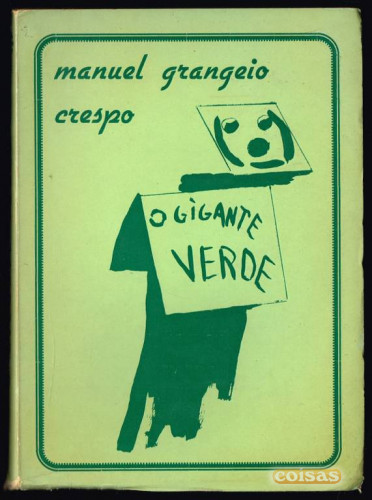 manuel grangeio
crespo
O GIGANTE
VERDE
coisas